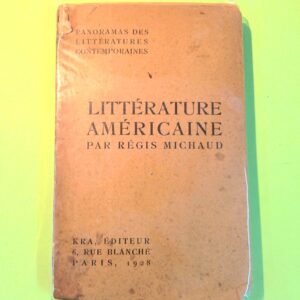 PANORAMAS DES
LITTÉRATURES
CONTEMPORAINES
LITTÉRATURE
AMÉRICAINE
PAR RÉGIS MICHAUD
KRA, ÉDITEUR
6, RUE BLANCHE
PARIS, 1928